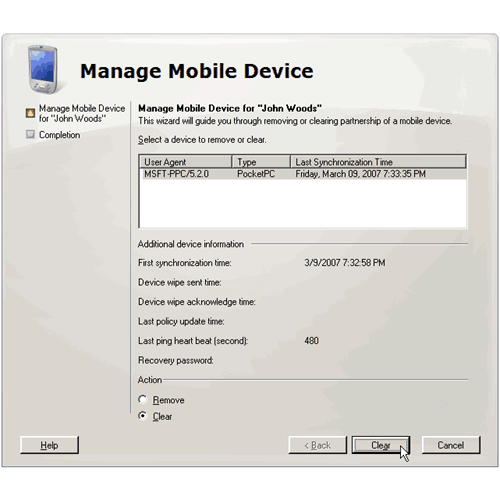 Manage Mobile Device
Manage Mobile Device
for "John Woods"
Completion
Manage Mobile Device for "John Woods"
This wizard will guide you through removing or clearing partnership of a mobile device.
Select a device to remove or clear.
User Agent Type Last Synchronization Time
MSFT-PPC/5.2.0 PocketPC Friday, March 09, 2007 7:33:35 PM
Additional device information
First synchronization time: 3/9/2007 7:32:58 PM
Device wipe sent time:
Device wipe acknowledge time:
Last policy update time:
Last ping heart beat (second): 480
Recovery password:
Action
Remove
Clear
Help < Back Clear Cancel